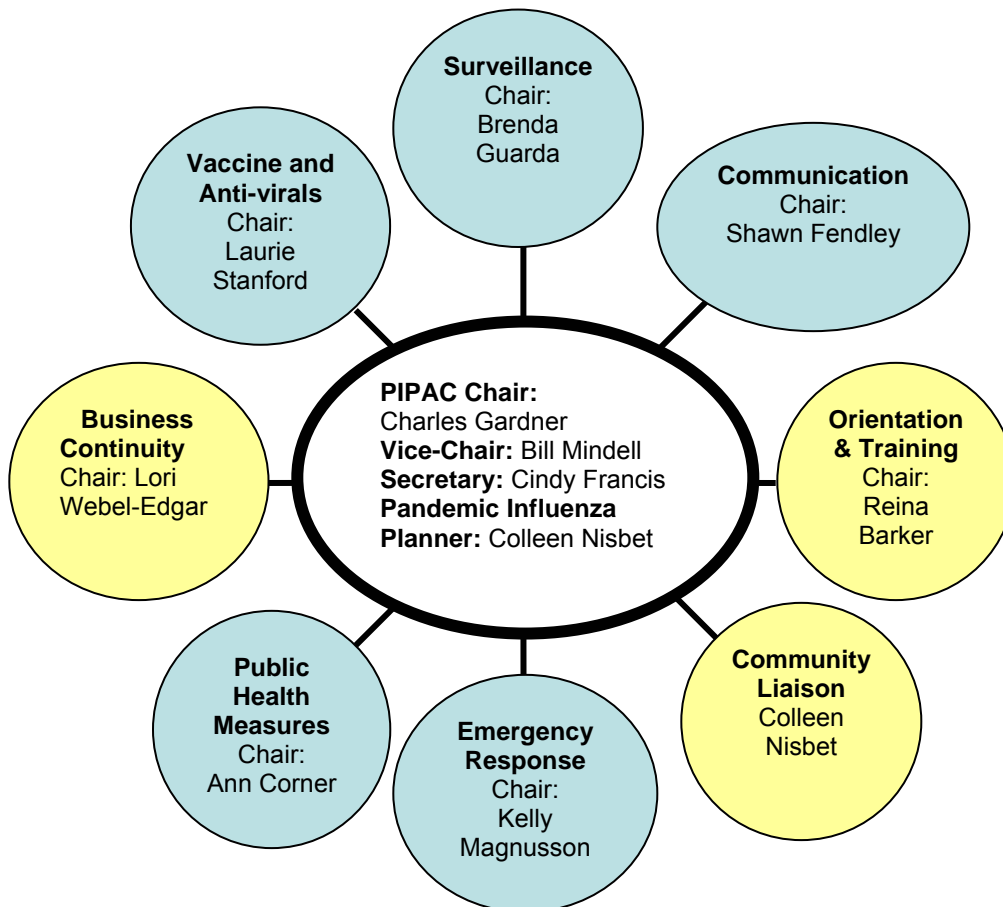 Surveillance
Chair:
Brenda
Guarda
Vaccine and
Anti-virals
Chair:
Laurie
Stanford
Communication
Chair:
Shawn Fendley
Business
Continuity
Chair: Lori
Webel-Edgar
PIPAC Chair:
Charles Gardner
Vice-Chair: Bill Mindell
Secretary: Cindy Francis
Pandemic Influenza
Planner: Colleen Nisbet
Orientation
& Training
Chair:
Reina
Barker
Public
Health
Measures
Chair:
Ann Corner
Emergency
Response
Chair:
Kelly
Magnusson
Community
Liaison
Colleen
Nisbet